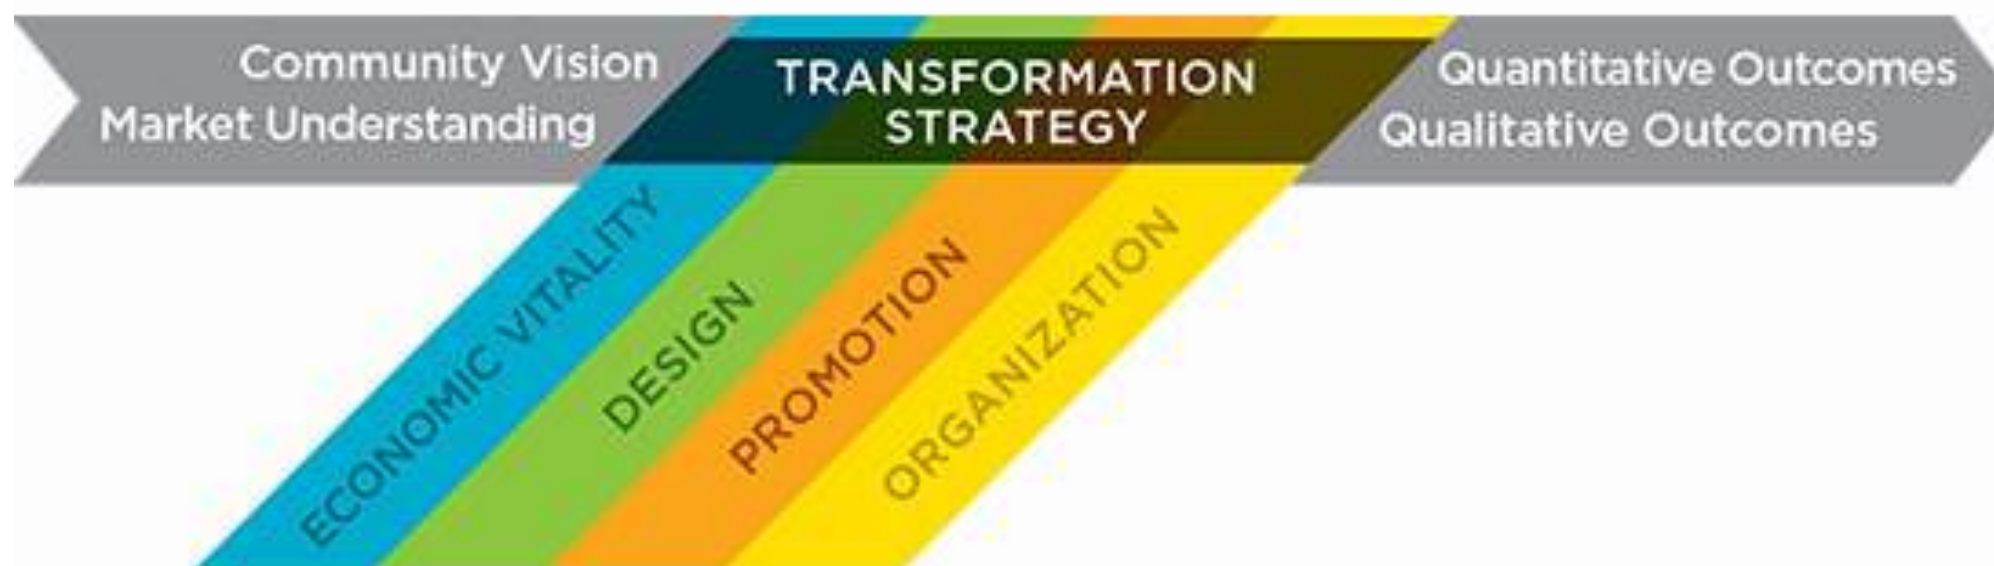 Community Vision
Market Understanding
TRANSFORMATION
STRATEGY
Quantitative Outcomes
Qualitative Outcomes
ECONOMIC VITALITY
DESIGN
PROMOTION
ORGANIZATION